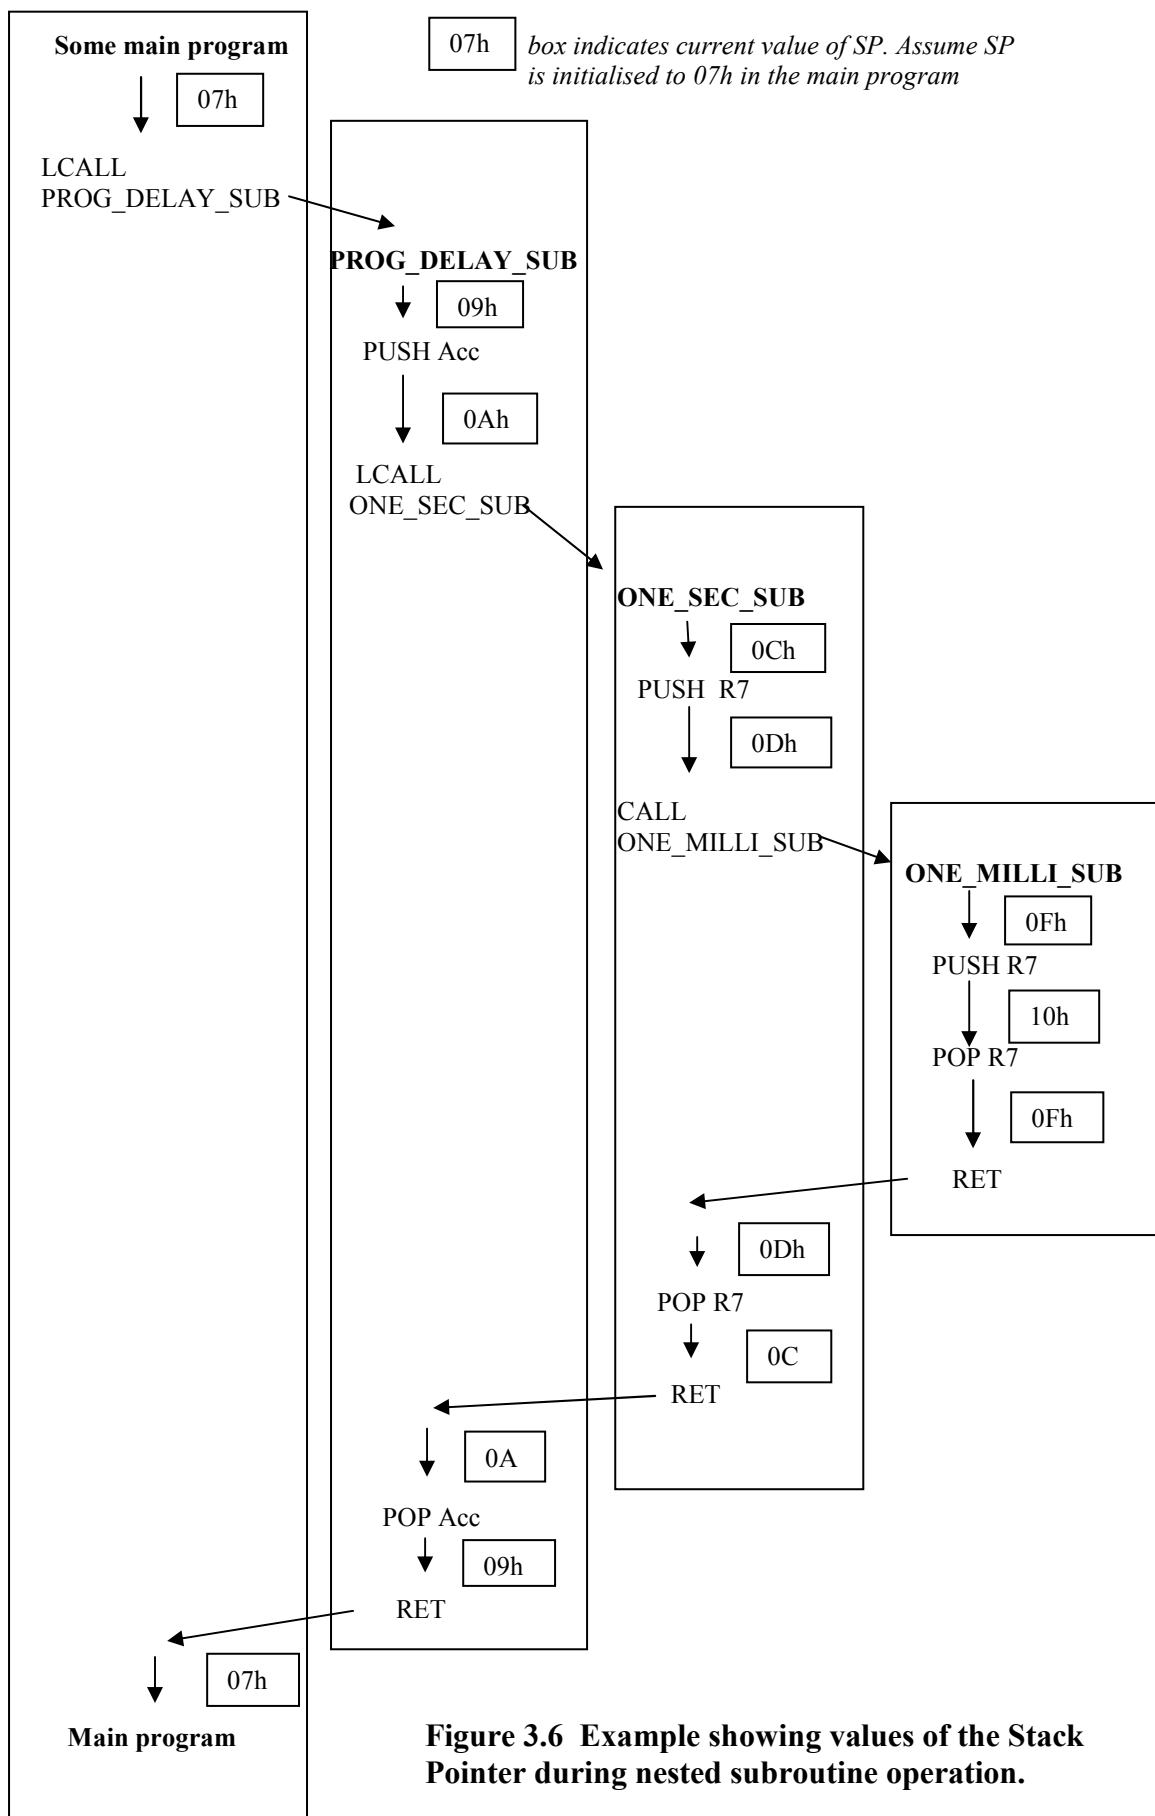 Some main program
07h
box indicates current value of SP. Assume SP
is initialised to 07h in the main program
07h
LCALL
PROG_DELAY_SUB
PROG_DELAY_SUB
09h
PUSH Acc
0Ah
LCALL
ONE_SEC_SUB
ONE_SEC_SUB
0Ch
PUSH R7
0Dh
CALL
ONE_MILLI_SUB
ONE_MILLI_SUB
0Fh
PUSH R7
10h
POP R7
0Fh
RET
0Dh
POP R7
0C
RET
0A
POP Acc
09h
RET
07h
Main program
Figure 3.6 Example showing values of the Stack
Pointer during nested subroutine operation.